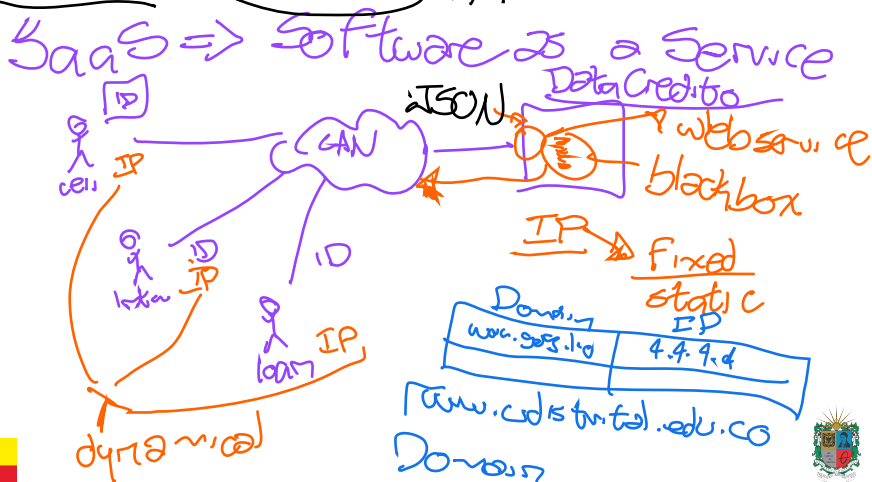 SaaS => Software as a Service
ID
DataCredito
JSON
webservice
blackbox
cell
IP
ID
IP
ID
loan
IP
dynamical
IP
Fixed
static
Domain
IP
4.4.4.4
www.udistrital.edu.co
Domain